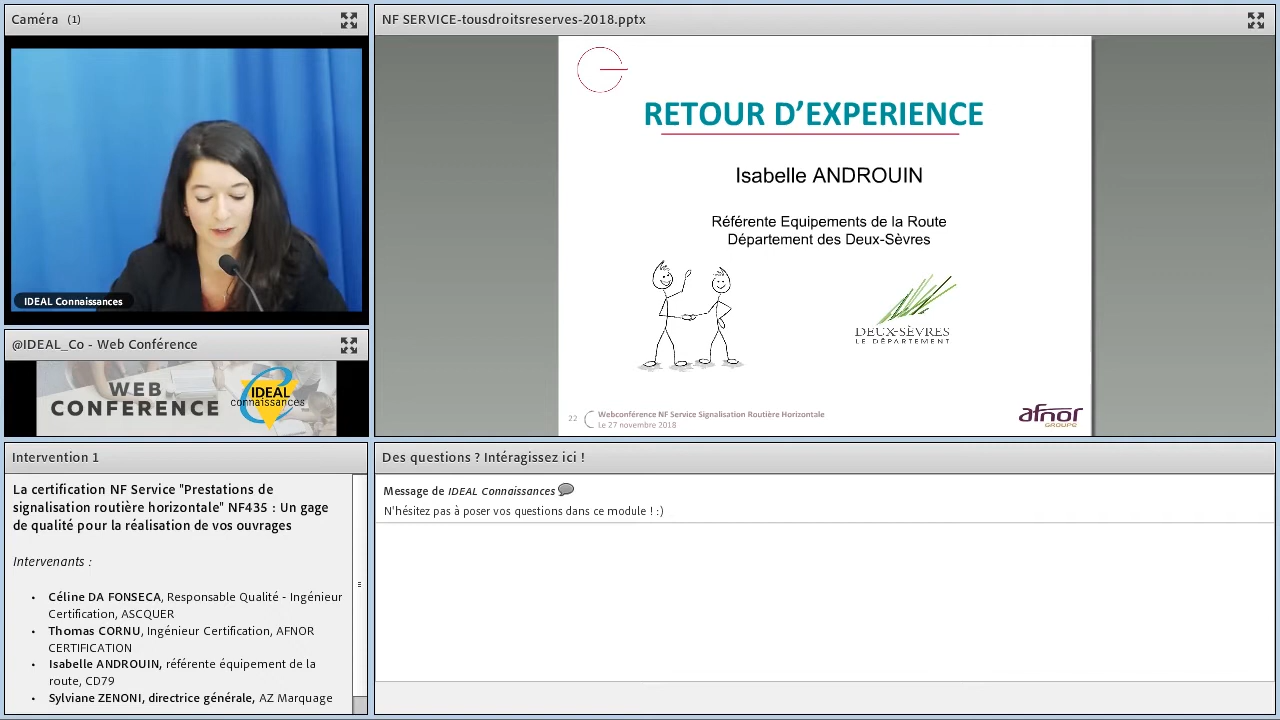 Caméra (1)
IDEAL Connaissances
@IDEAL_Co - Web Conférence
WEB
CONFERENCE
IDEAL
connaissances
Intervention 1
La certification NF Service "Prestations de
signalisation routière horizontale" NF435 : Un gage
de qualité pour la réalisation de vos ouvrages
Intervenants :
• Céline DA FONSECA, Responsable Qualité - Ingénieur
Certification, ASCQUER
• Thomas CORNU, Ingénieur Certification, AFNOR
CERTIFICATION
• Isabelle ANDROUIN, référente équipement de la
route, CD79
• Sylviane ZENONI, directrice générale, AZ Marquage
NF SERVICE-tousdroitsreserves-2018.pptx
RETOUR D'EXPERIENCE
Isabelle ANDROUIN
Référente Equipements de la Route
Département des Deux-Sèvres
DEUX-SÈVRES
LE DÉPARTEMENT
22
Webconférence NF Service Signalisation Routière Horizontale
Le 27 novembre 2018
afnor
GROUPE
Des questions ? Intéragissez ici !
Message de IDEAL Connaissances
N'hésitez pas à poser vos questions dans ce module ! :)